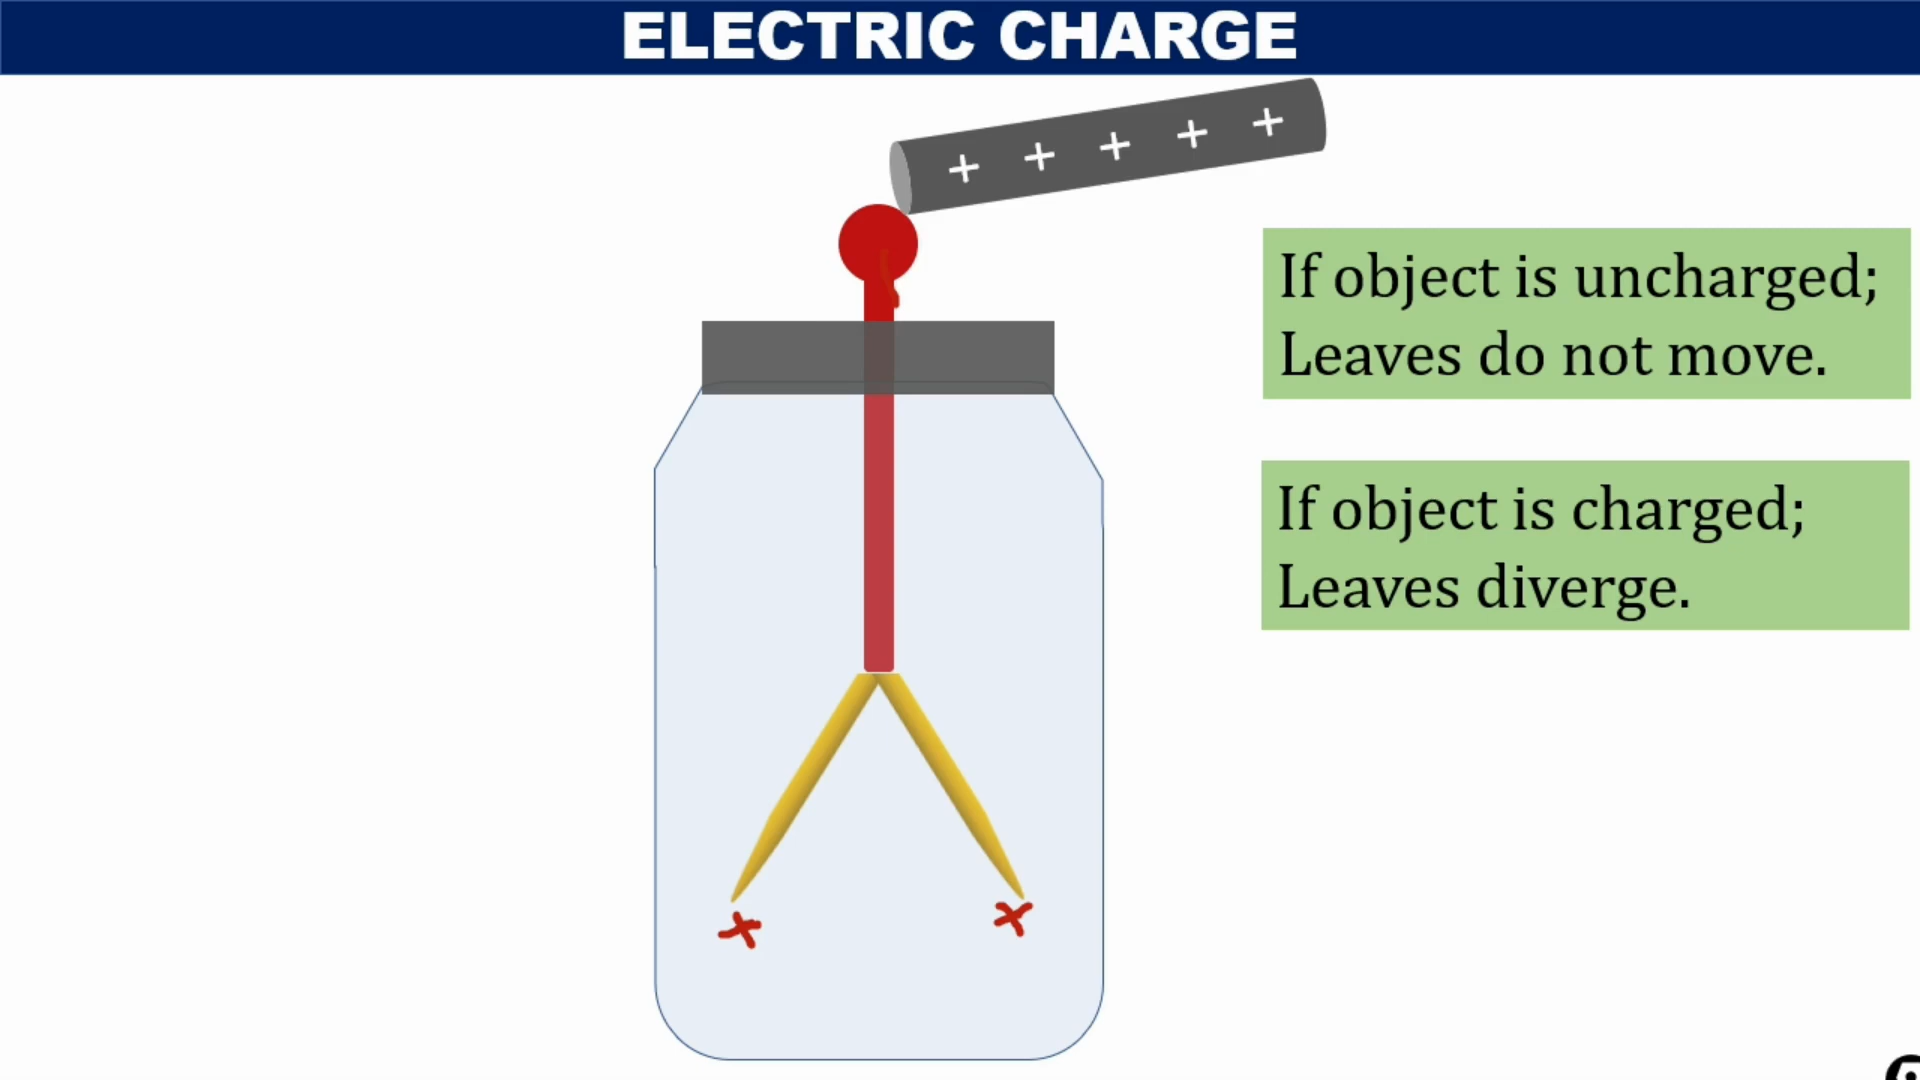 ELECTRIC CHARGE
+ + + + +
If object is uncharged;
Leaves do not move.
If object is charged;
Leaves diverge.